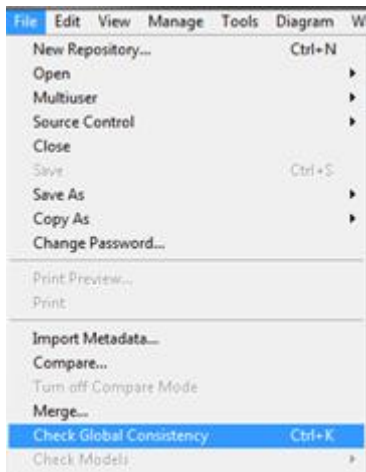 File Edit View Manage Tools Diagram W
New Repository... Ctrl+N
Open
Multiuser
Source Control
Close
Save Ctrl+S
Save As
Copy As
Change Password...
Print Preview...
Print
Import Metadata...
Compare...
Turn off Compare Mode
Merge...
Check Global Consistency Ctrl+K
Check Models